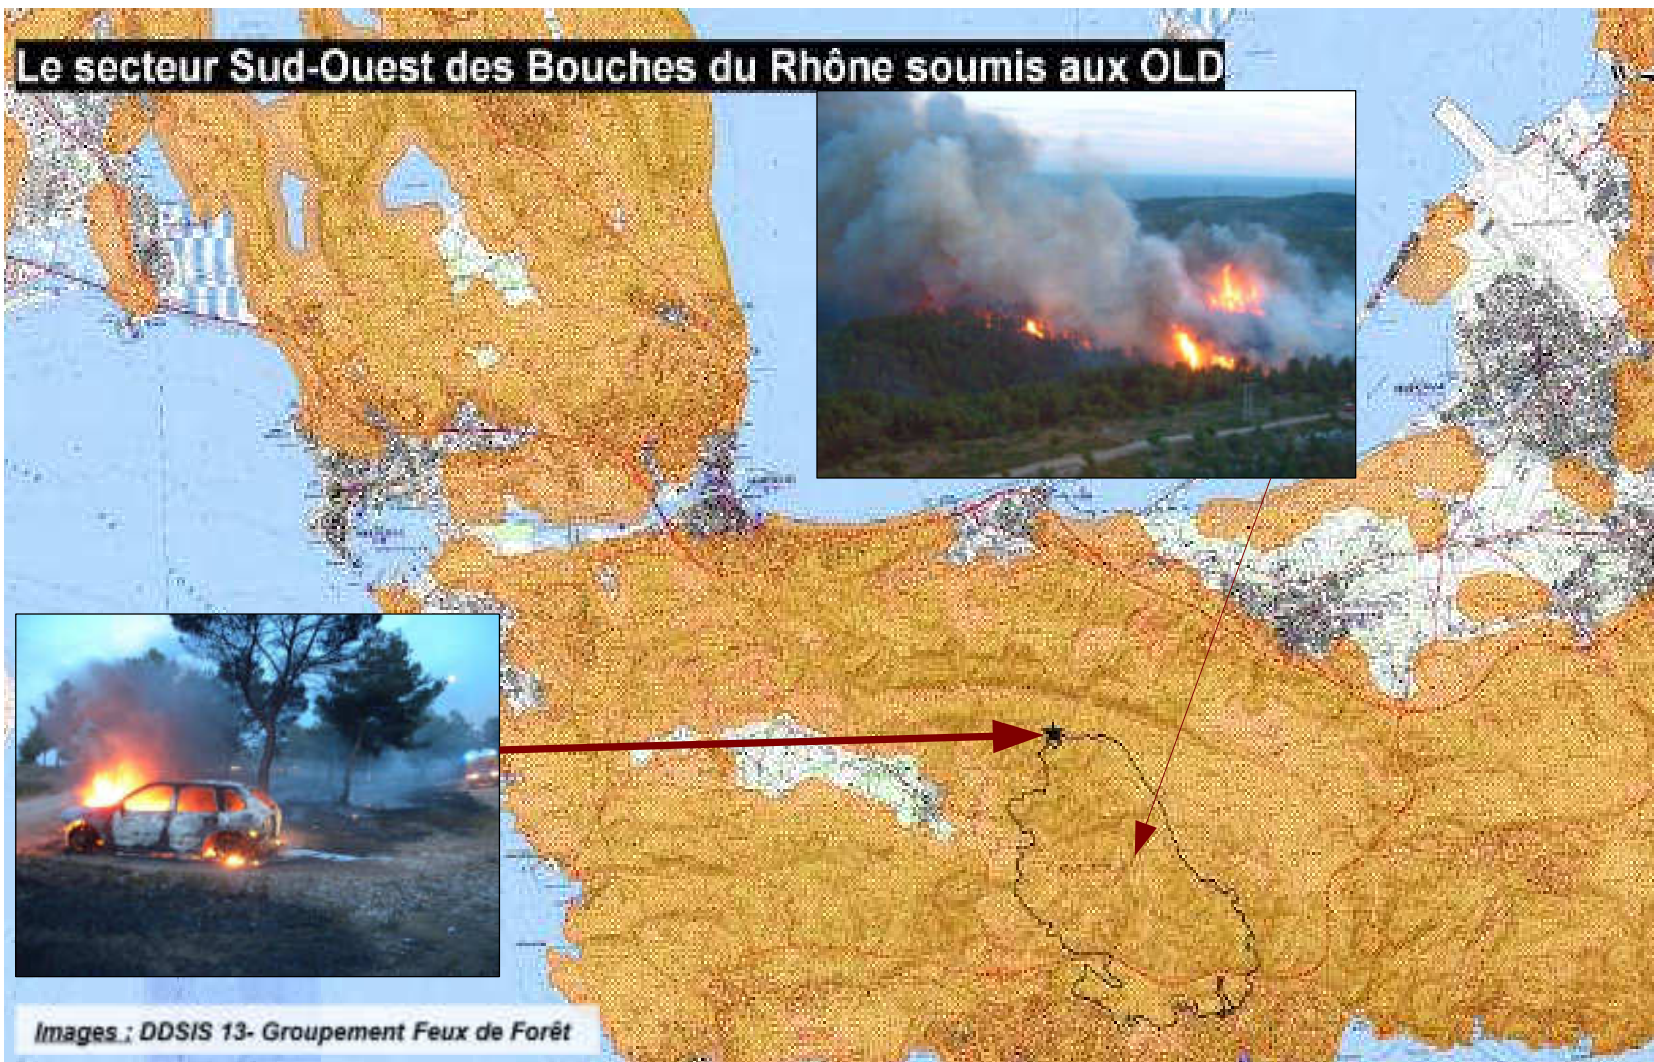 Le secteur Sud-Ouest des Bouches du Rhône soumis aux OLD
Images : DDSIS 13- Groupement Feux de Forêt